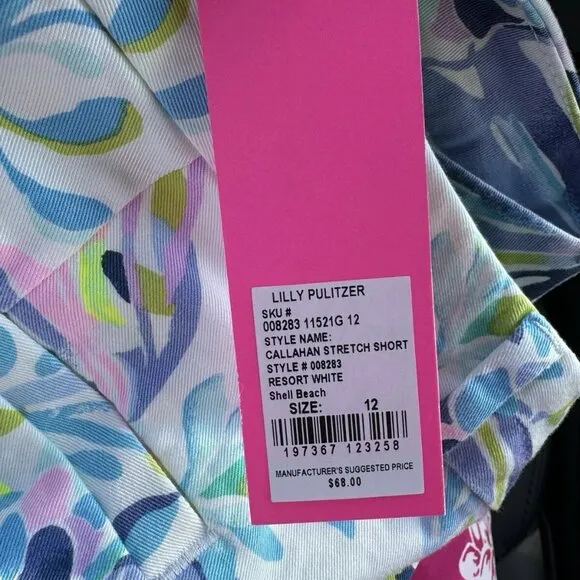 LILLY PULITZER
SKU #
008283 11521G 12
STYLE NAME:
CALLAHAN STRETCH SHORT
STYLE # 008283
RESORT WHITE
Shell Beach
SIZE: 12
197367 123258
MANUFACTURER'S SUGGESTED PRICE
$68.00